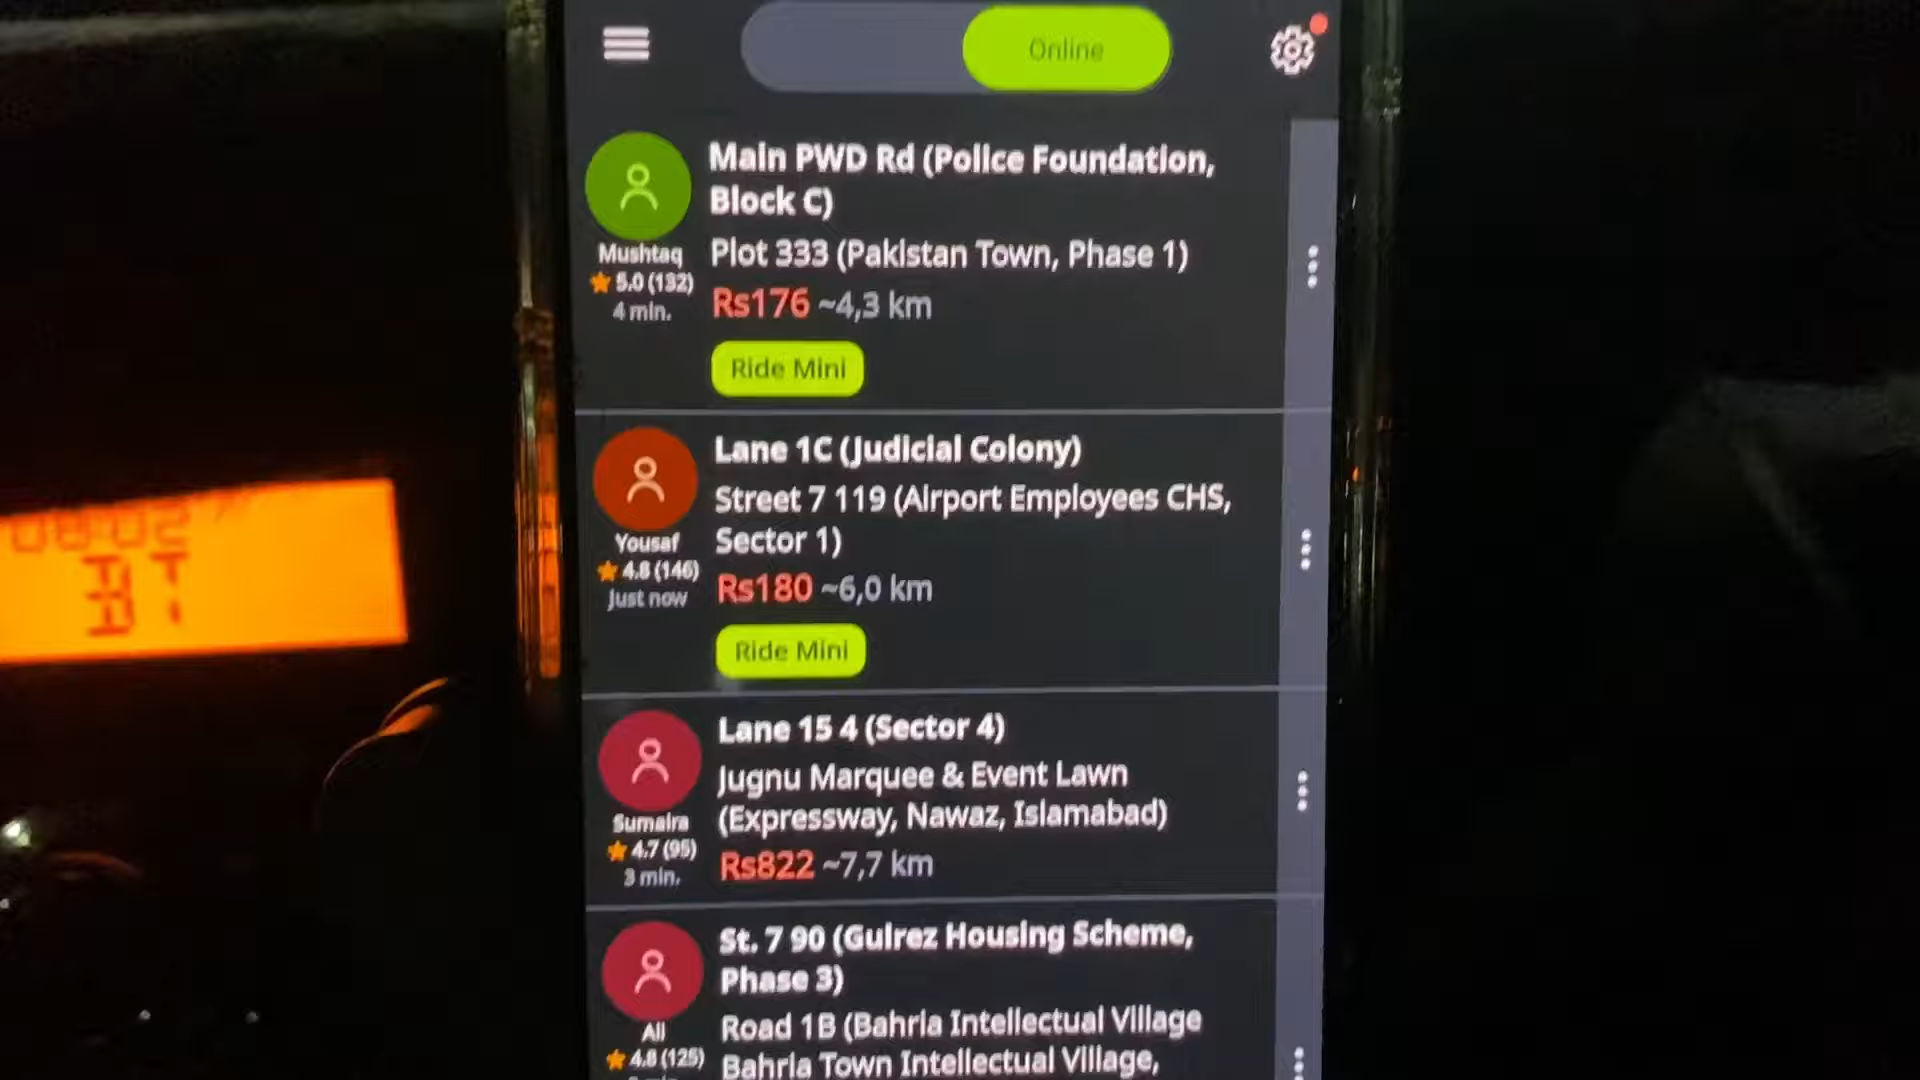 Online
Main PWD Rd (Police Foundation,
Block C)
Plot 333 (Pakistan Town, Phase 1)
Rs176 ~4,3 km
Ride Mini
Mushtaq
5.0 (132)
4 min.
Lane 1C (Judicial Colony)
Street 7 119 (Airport Employees CHS,
Sector 1)
Rs180 ~6,0 km
Ride Mini
Yousaf
4.8 (146)
Just now
Lane 15 4 (Sector 4)
Jugnu Marquee & Event Lawn
(Expressway, Nawaz, Islamabad)
Rs822 ~7,7 km
Sumaira
4.7 (95)
3 min.
St. 7 90 (Gulrez Housing Scheme,
Phase 3)
Road 1B (Bahria Intellectual Village
Bahria Town Intellectual Village,
Ali
4.8 (125)
08:02
BT